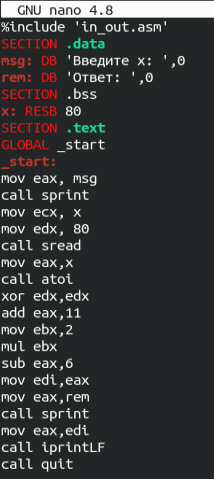 GNU nano 4.8
%include 'in_out.asm'
SECTION .data
msg: DB 'Введите x: ',0
rem: DB 'Ответ: ',0
SECTION .bss
x: RESB 80
SECTION .text
GLOBAL _start
_start:
mov eax, msg
call sprint
mov ecx, x
mov edx, 80
call sread
mov eax,x
call atoi
xor edx,edx
add eax,11
mov ebx,2
mul ebx
sub eax,6
mov edi,eax
mov eax,rem
call sprint
mov eax,edi
call iprintLF
call quit